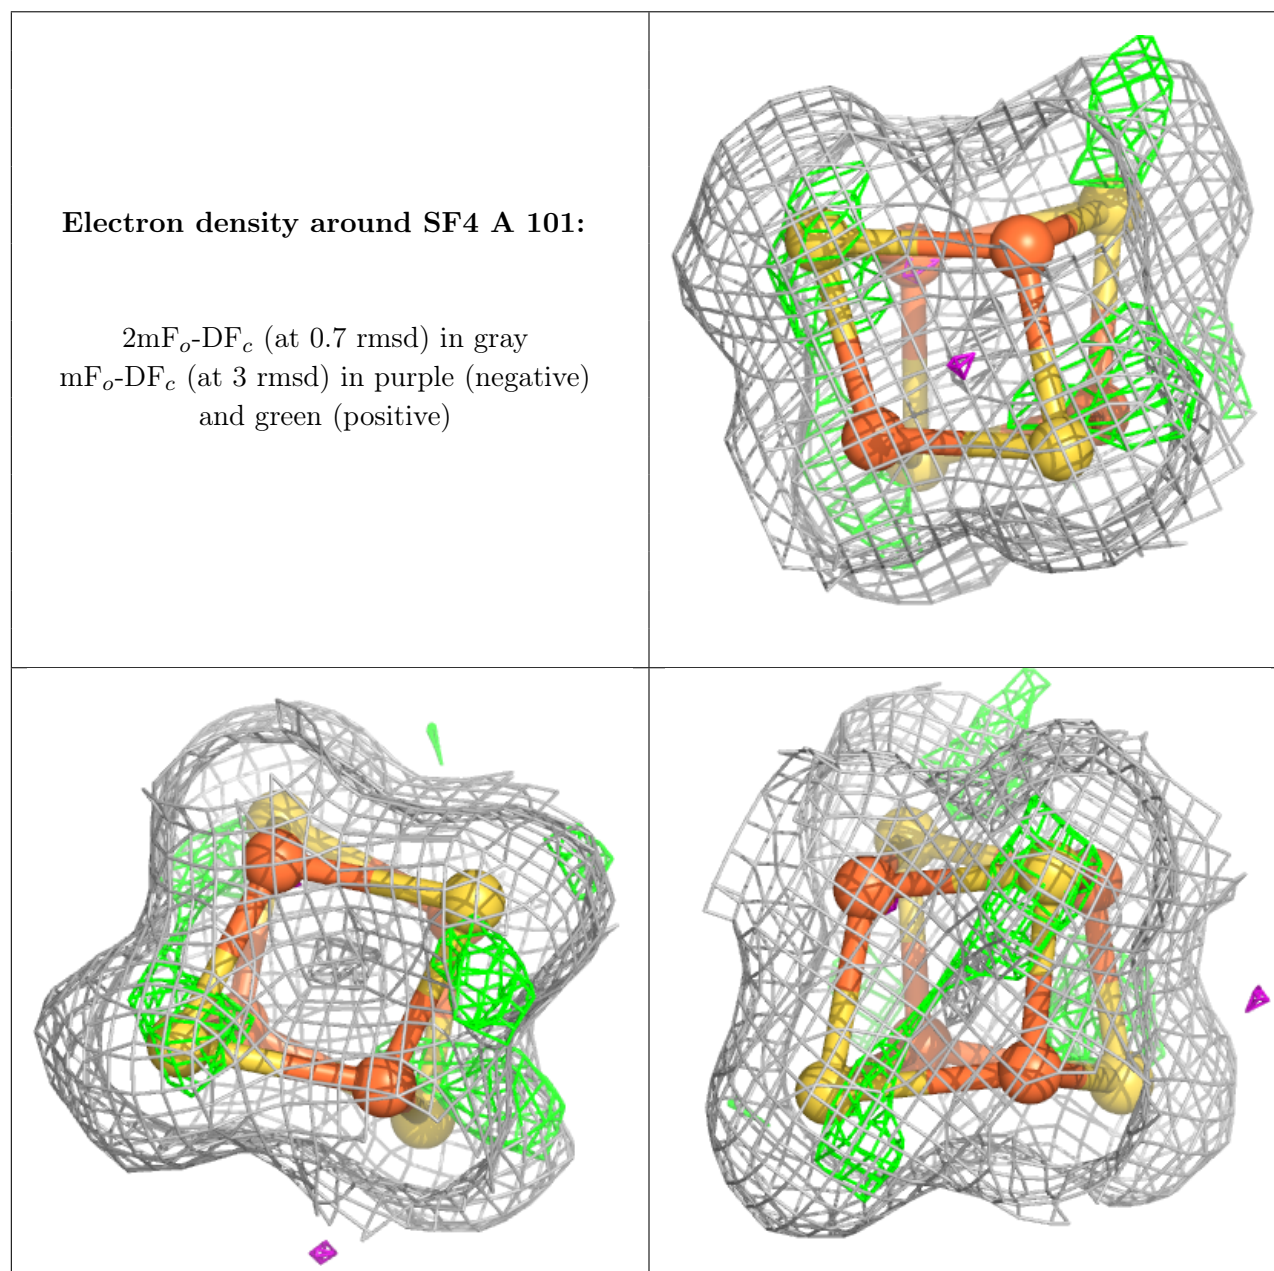 Electron density around SF4 A 101:
2mFₒ-DF𝒸 (at 0.7 rmsd) in gray
mFₒ-DF𝒸 (at 3 rmsd) in purple (negative)
and green (positive)